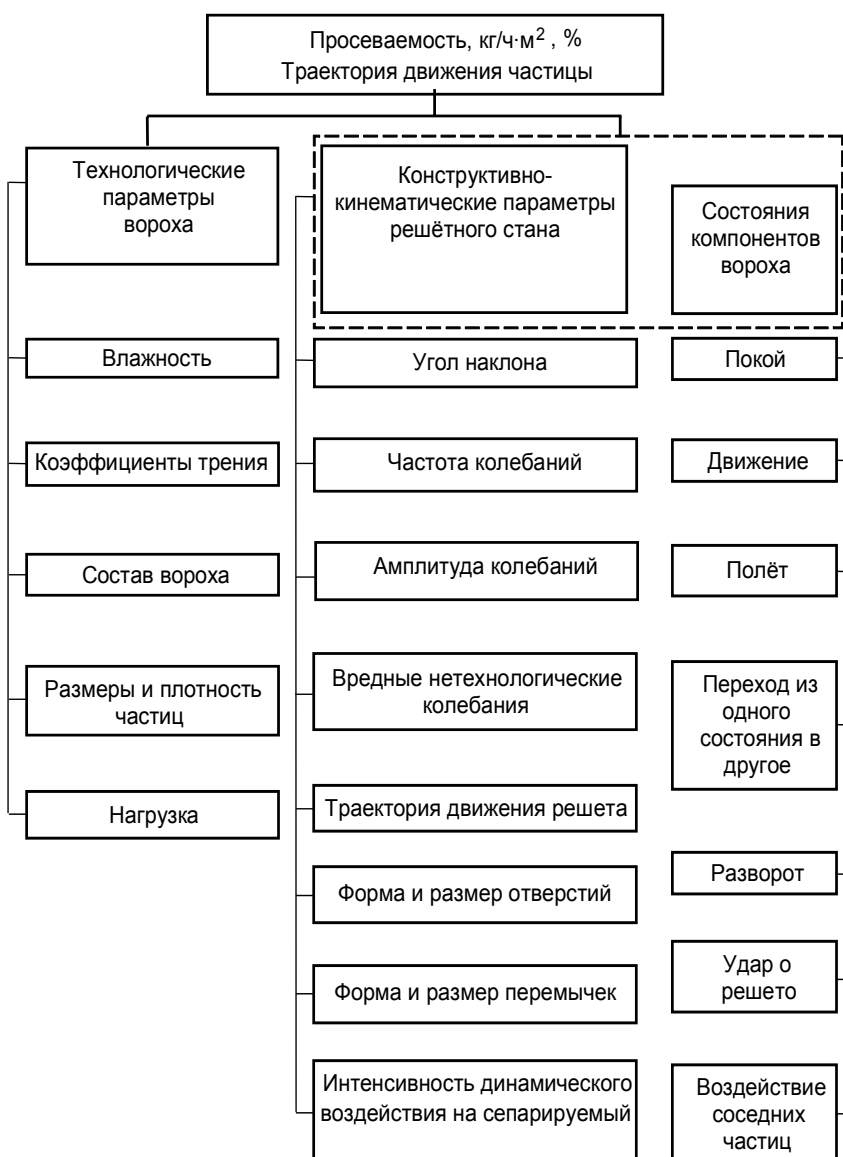 Просеваемость, кг/ч·м² , %
Траектория движения частицы
Технологические
параметры
вороха
Конструктивно-
кинематические параметры
решётного стана
Состояния
компонентов
вороха
Влажность
Угол наклона
Покой
Коэффициенты трения
Частота колебаний
Движение
Состав вороха
Амплитуда колебаний
Полёт
Размеры и плотность
частиц
Вредные нетехнологические
колебания
Переход из
одного
состояния в
другое
Нагрузка
Траектория движения решета
Форма и размер отверстий
Разворот
Форма и размер перемычек
Удар о
решето
Интенсивность динамического
воздействия на сепарируемый
Воздействие
соседних
частиц